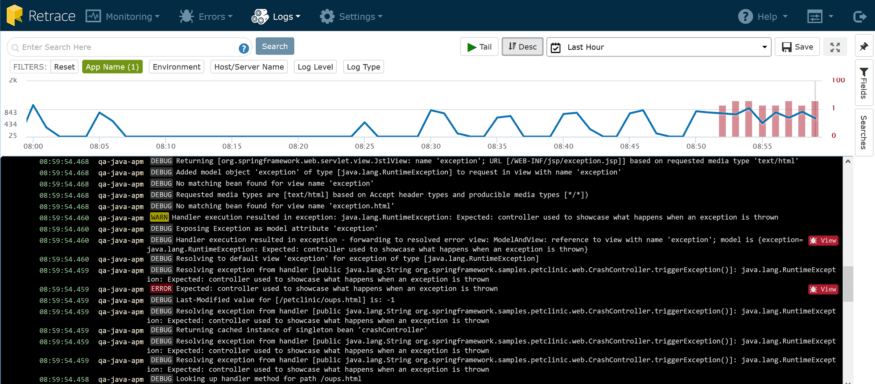 Retrace Monitoring Errors Logs Settings Help
Enter Search Here ? Search Tail Desc Last Hour Save
FILTERS: Reset App Name (1) Environment Host/Server Name Log Level Log Type
Fields
Searches
2k 100
843 1
434
25 0
08:00 08:05 08:10 08:15 08:20 08:25 08:30 08:35 08:40 08:45 08:50 08:55
08:59:54.468 qa-java-apm DEBUG Returning [org.springframework.web.servlet.view.JstlView: name 'exception'; URL [/WEB-INF/jsp/exception.jsp]] based on requested media type 'text/html'
08:59:54.468 qa-java-apm DEBUG Added model object 'exception' of type [java.lang.RuntimeException] to request in view with name 'exception'
08:59:54.468 qa-java-apm DEBUG No matching bean found for view name 'exception'
08:59:54.468 qa-java-apm DEBUG Requested media types are [text/html] based on Accept header types and producible media types [*/*])
08:59:54.468 qa-java-apm DEBUG No matching bean found for view name 'exception.html'
08:59:54.460 qa-java-apm WARN Handler execution resulted in exception: java.lang.RuntimeException: Expected: controller used to showcase what happens when an exception is thrown
08:59:54.460 qa-java-apm DEBUG Exposing Exception as model attribute 'exception'
08:59:54.460 qa-java-apm DEBUG Handler execution resulted in exception - forwarding to resolved error view: ModelAndView: reference to view with name 'exception'; model is {exception= View
java.lang.RuntimeException: Expected: controller used to showcase what happens when an exception is thrown}
08:59:54.460 qa-java-apm DEBUG Resolving to default view 'exception' for exception of type [java.lang.RuntimeException]
08:59:54.459 qa-java-apm DEBUG Resolving exception from handler [public java.lang.String org.springframework.samples.petclinic.web.CrashController.triggerException()]: java.lang.RuntimeExcept
ion: Expected: controller used to showcase what happens when an exception is thrown
08:59:54.459 qa-java-apm ERROR Expected: controller used to showcase what happens when an exception is thrown View
08:59:54.459 qa-java-apm DEBUG Last-Modified value for [/petclinic/oups.html] is: -1
08:59:54.459 qa-java-apm DEBUG Resolving exception from handler [public java.lang.String org.springframework.samples.petclinic.web.CrashController.triggerException()]: java.lang.RuntimeExcept
ion: Expected: controller used to showcase what happens when an exception is thrown
08:59:54.459 qa-java-apm DEBUG Returning cached instance of singleton bean 'crashController'
08:59:54.459 qa-java-apm DEBUG Resolving exception from handler [public java.lang.String org.springframework.samples.petclinic.web.CrashController.triggerException()]: java.lang.RuntimeExcept
ion: Expected: controller used to showcase what happens when an exception is thrown
08:59:54.459 qa-java-apm DEBUG Resolving exception from handler [public java.lang.String org.springframework.samples.petclinic.web.CrashController.triggerException()]: java.lang.RuntimeExcept
ion: Expected: controller used to showcase what happens when an exception is thrown
08:59:54.459 qa-java-apm DEBUG Looking up handler method for path /oups.html